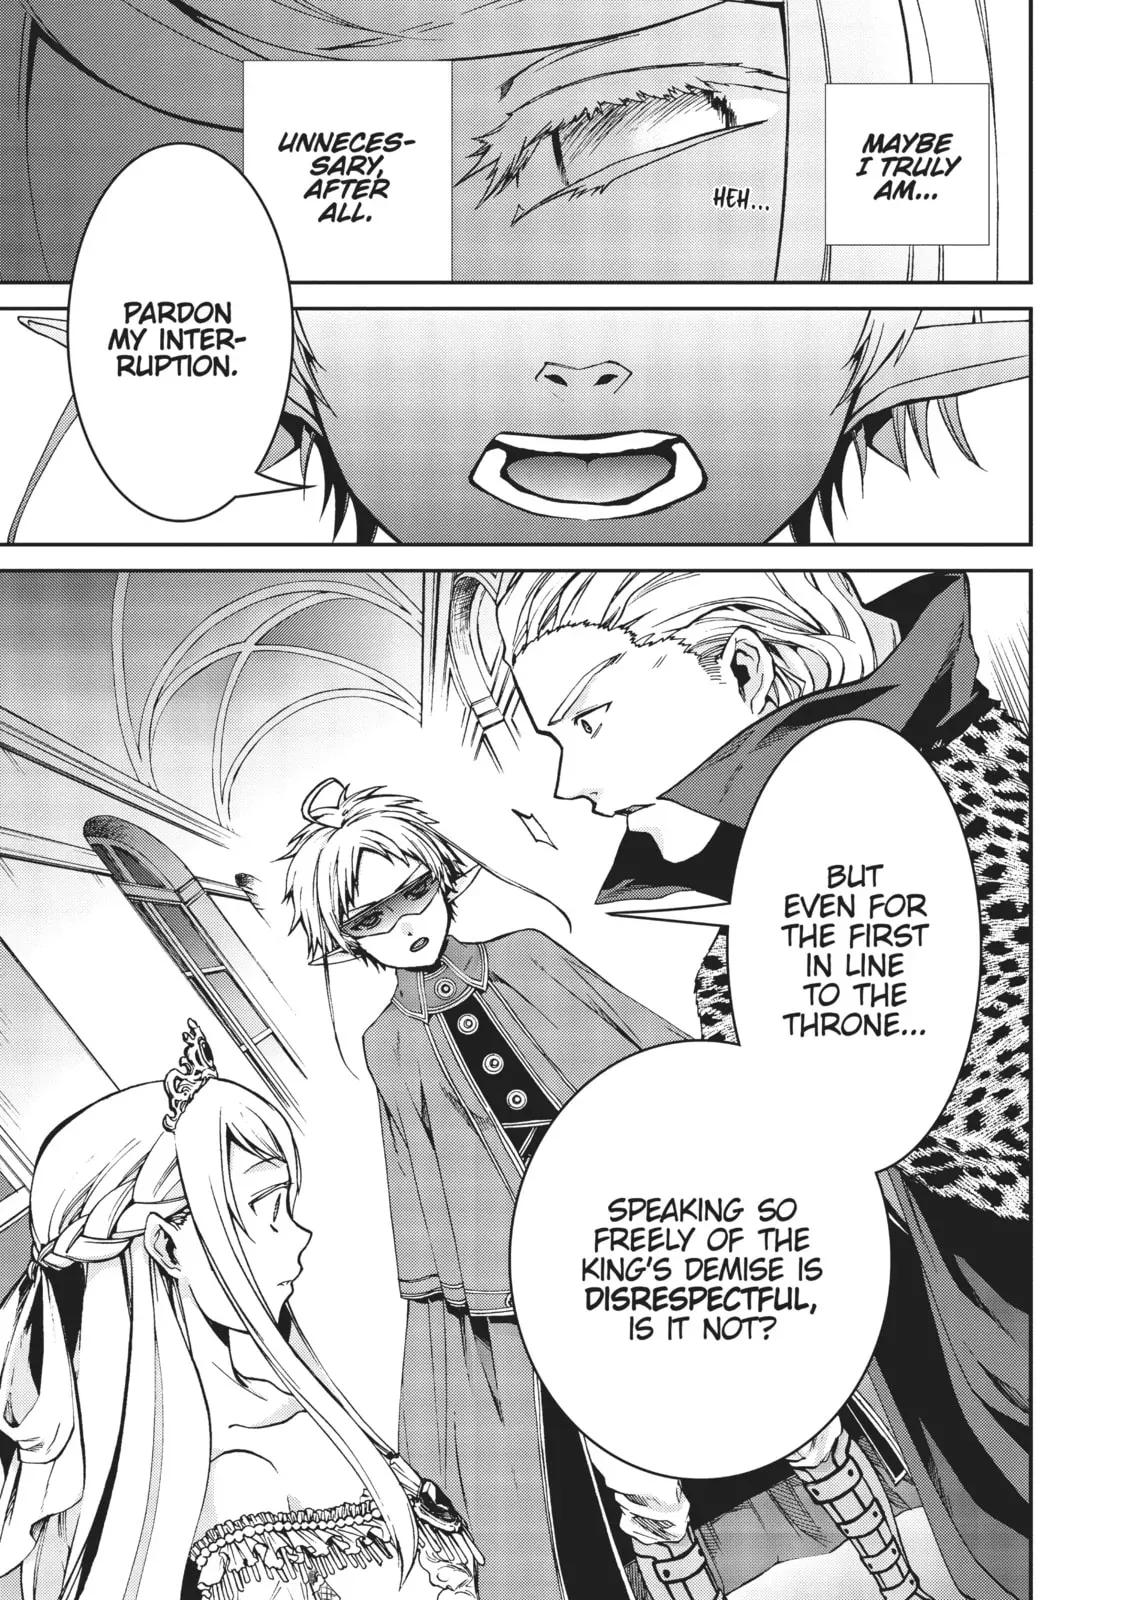 MAYBE
I TRULY
AM...
HEH...
UNNECES-
SARY,
AFTER
ALL.
PARDON
MY INTER-
RUPTION.
BUT
EVEN FOR
THE FIRST
IN LINE
TO THE
THRONE...
SPEAKING SO
FREELY OF THE
KING'S DEMISE IS
DISRESPECTFUL,
IS IT NOT?